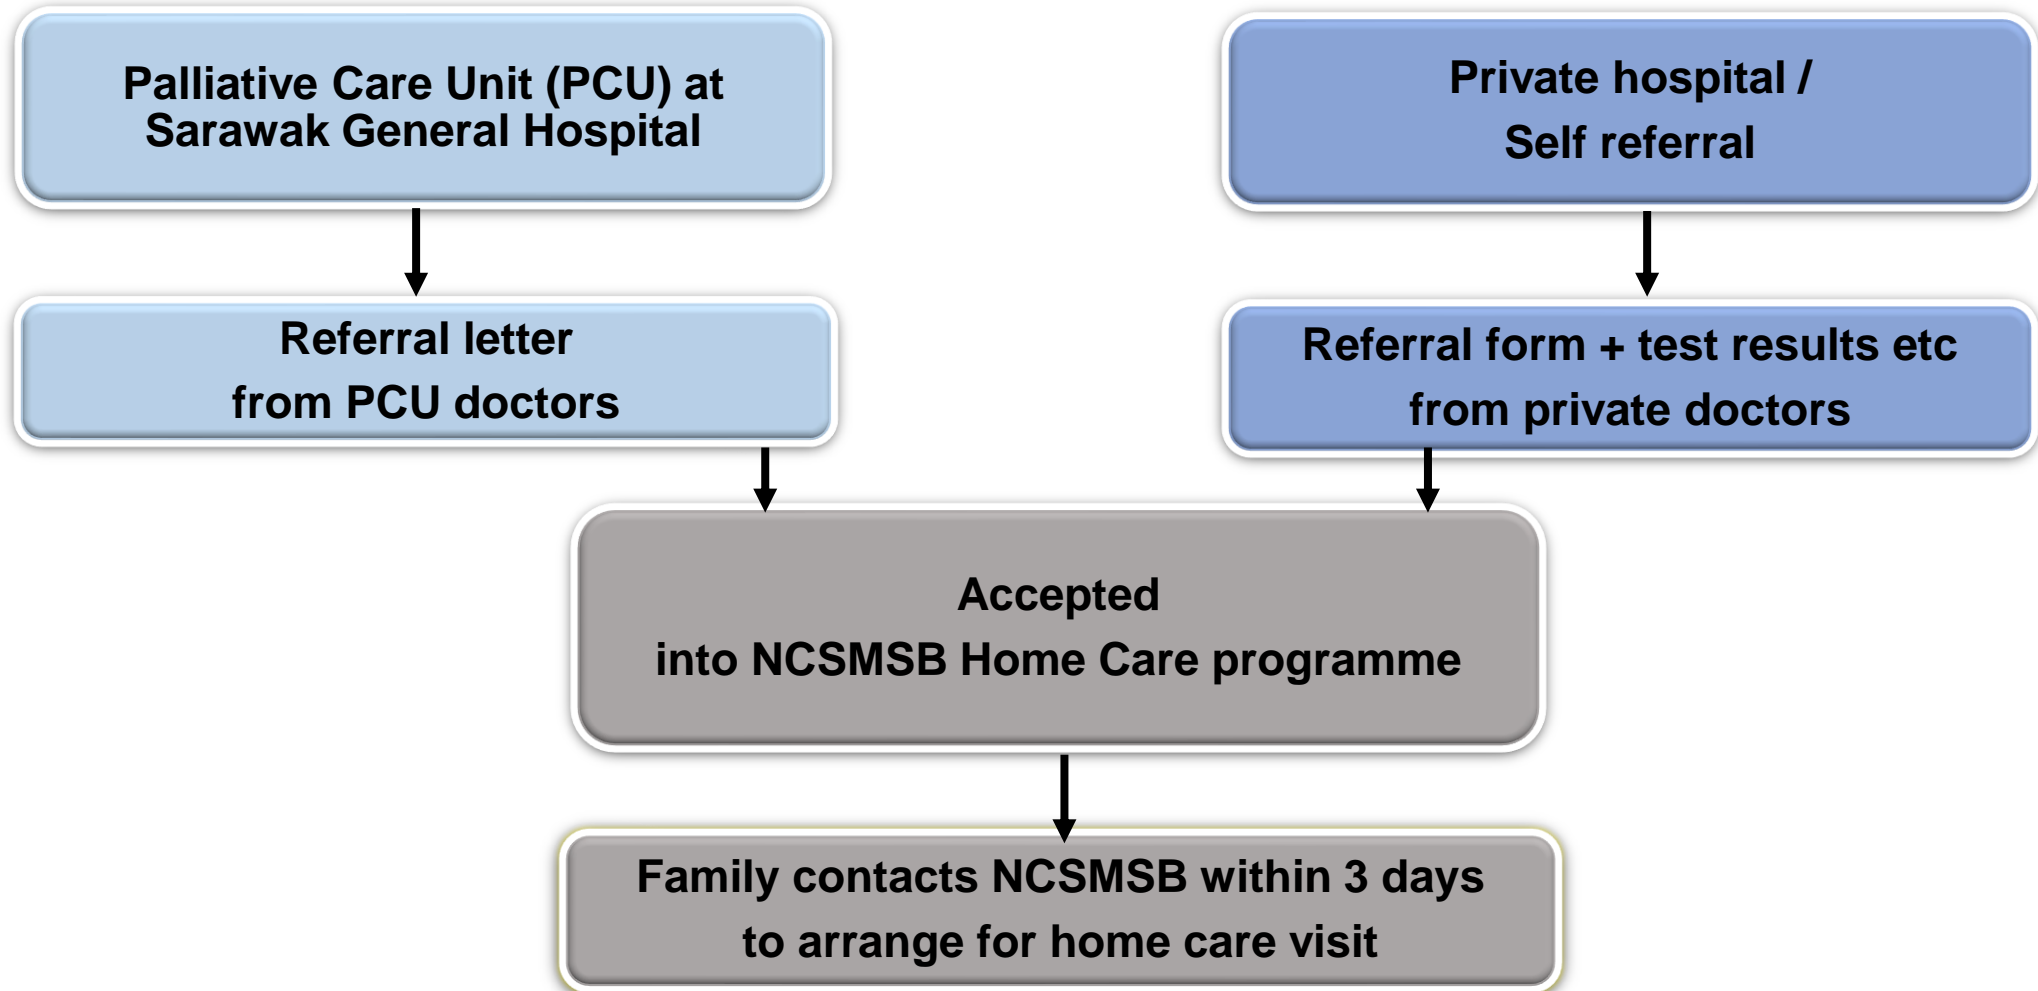 Palliative Care Unit (PCU) at
Sarawak General Hospital
Private hospital /
Self referral
Referral letter
from PCU doctors
Referral form + test results etc
from private doctors
Accepted
into NCSMSB Home Care programme
Family contacts NCSMSB within 3 days
to arrange for home care visit